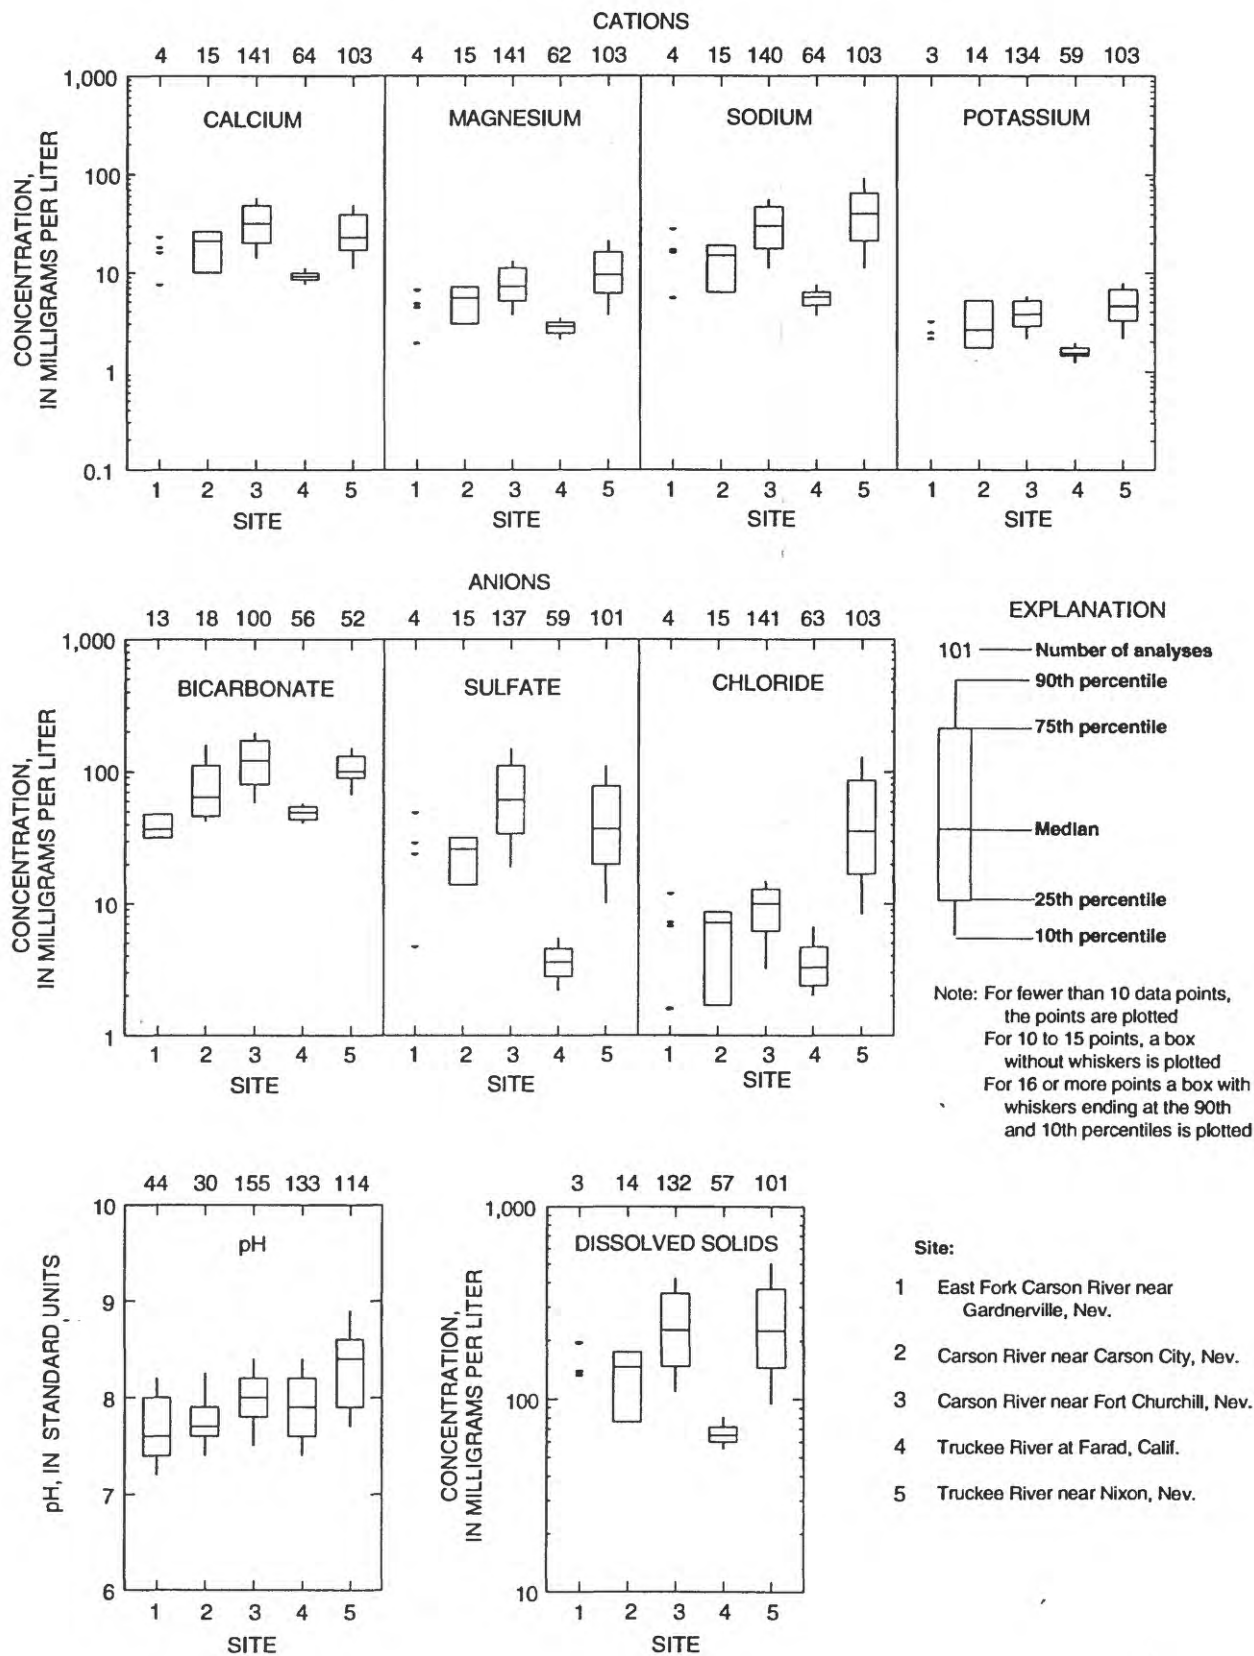 CATIONS
4 15 141 64 103 4 15 141 62 103 4 15 140 64 103 3 14 134 59 103
CONCENTRATION,
IN MILLIGRAMS PER LITER
1,000
100
10
1
0.1
CALCIUM MAGNESIUM SODIUM POTASSIUM
1 2 3 4 5 1 2 3 4 5 1 2 3 4 5 1 2 3 4 5
SITE SITE SITE SITE
ANIONS
13 18 100 56 52 4 15 137 59 101 4 15 141 63 103
CONCENTRATION,
IN MILLIGRAMS PER LITER
1,000
100
10
1
BICARBONATE SULFATE CHLORIDE
1 2 3 4 5 1 2 3 4 5 1 2 3 4 5
SITE SITE SITE
EXPLANATION
101 Number of analyses
90th percentile
75th percentile
Median
25th percentile
10th percentile
Note: For fewer than 10 data points,
the points are plotted
For 10 to 15 points, a box
without whiskers is plotted
For 16 or more points a box with
whiskers ending at the 90th
and 10th percentiles is plotted
44 30 155 133 114
pH, IN STANDARD UNITS
10
9
8
7
6
pH
1 2 3 4 5
SITE
3 14 132 57 101
CONCENTRATION,
IN MILLIGRAMS PER LITER
1,000
100
10
DISSOLVED SOLIDS
1 2 3 4 5
SITE
Site:
1 East Fork Carson River near
Gardnerville, Nev.
2 Carson River near Carson City, Nev.
3 Carson River near Fort Churchill, Nev.
4 Truckee River at Farad, Calif.
5 Truckee River near Nixon, Nev.